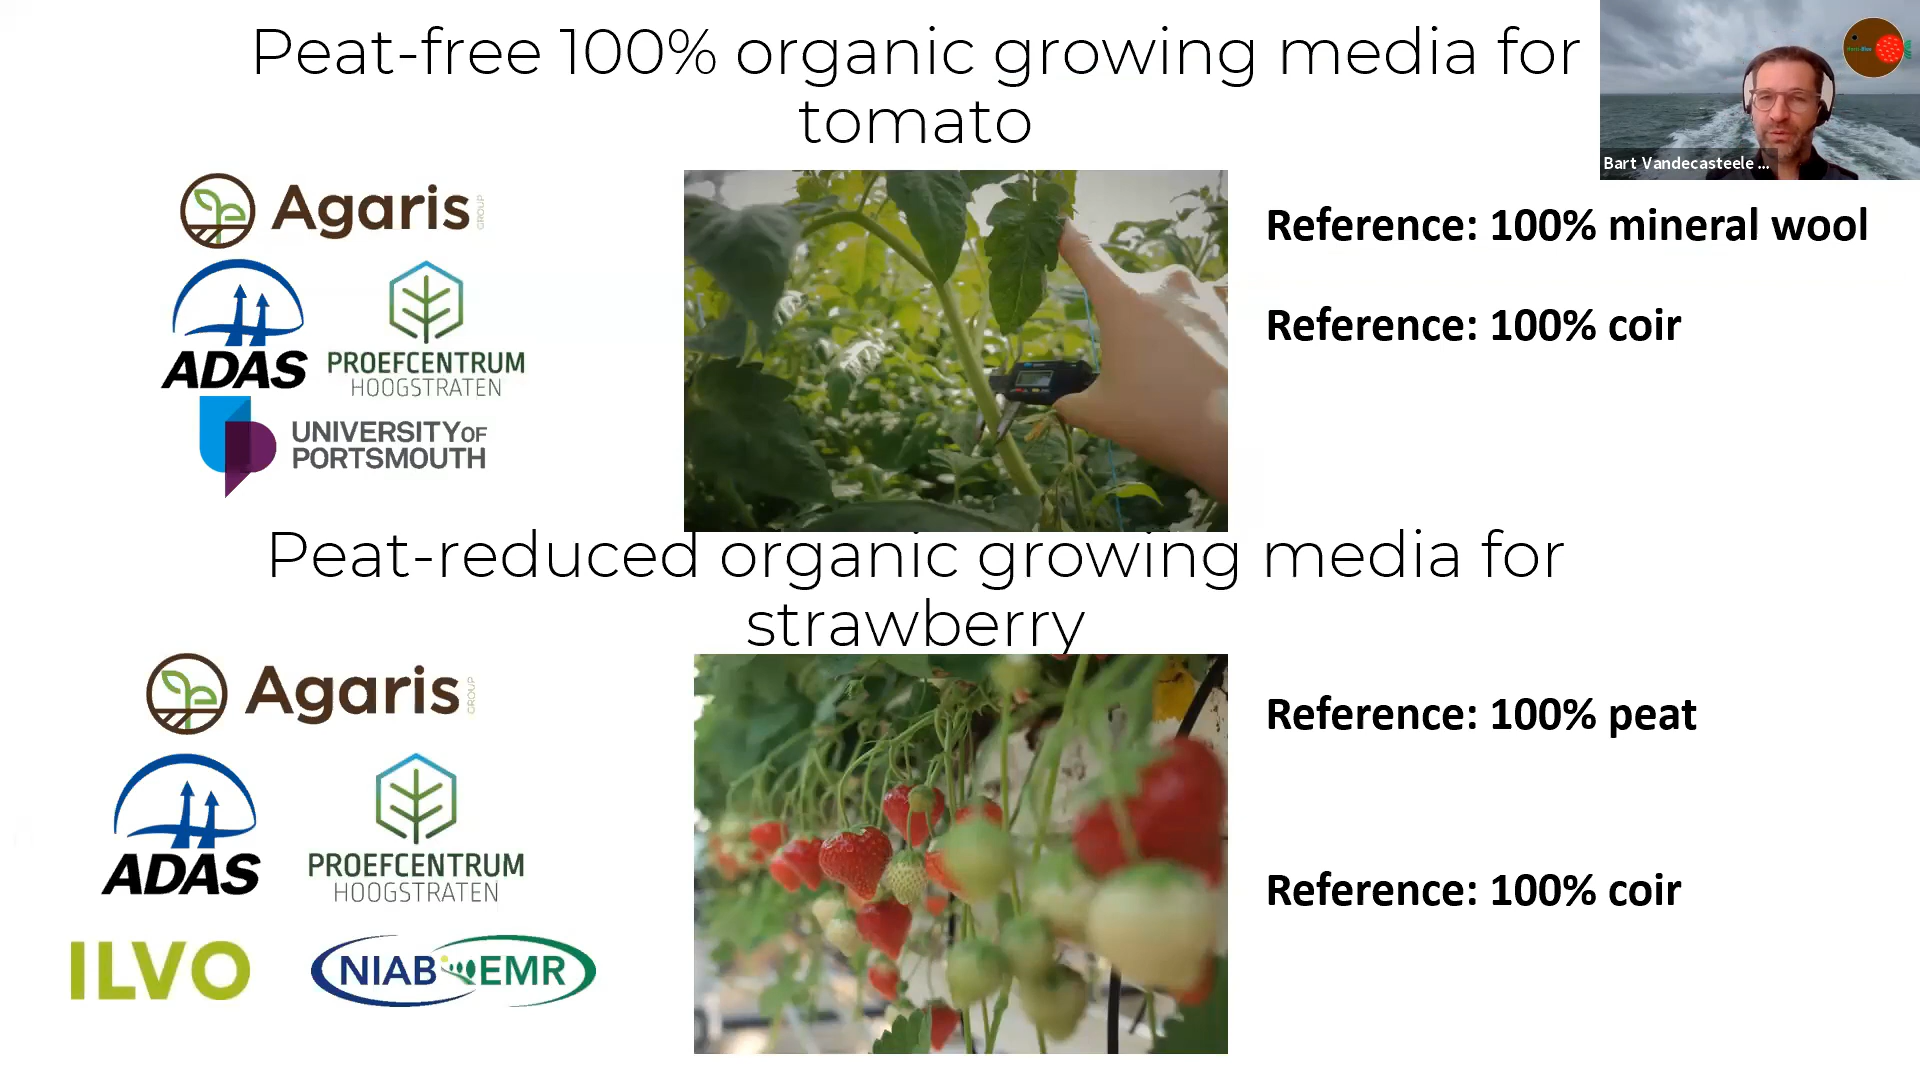 Peat-free 100% organic growing media for
tomato
Bart Vandecasteele ...
Agaris
GROUP
Reference: 100% mineral wool
ADAS
PROEFCENTRUM
HOOGSTRATEN
Reference: 100% coir
UNIVERSITY OF
PORTSMOUTH
Peat-reduced organic growing media for
strawberry
Agaris
GROUP
Reference: 100% peat
ADAS
PROEFCENTRUM
HOOGSTRATEN
Reference: 100% coir
ILVO
NIAB EMR